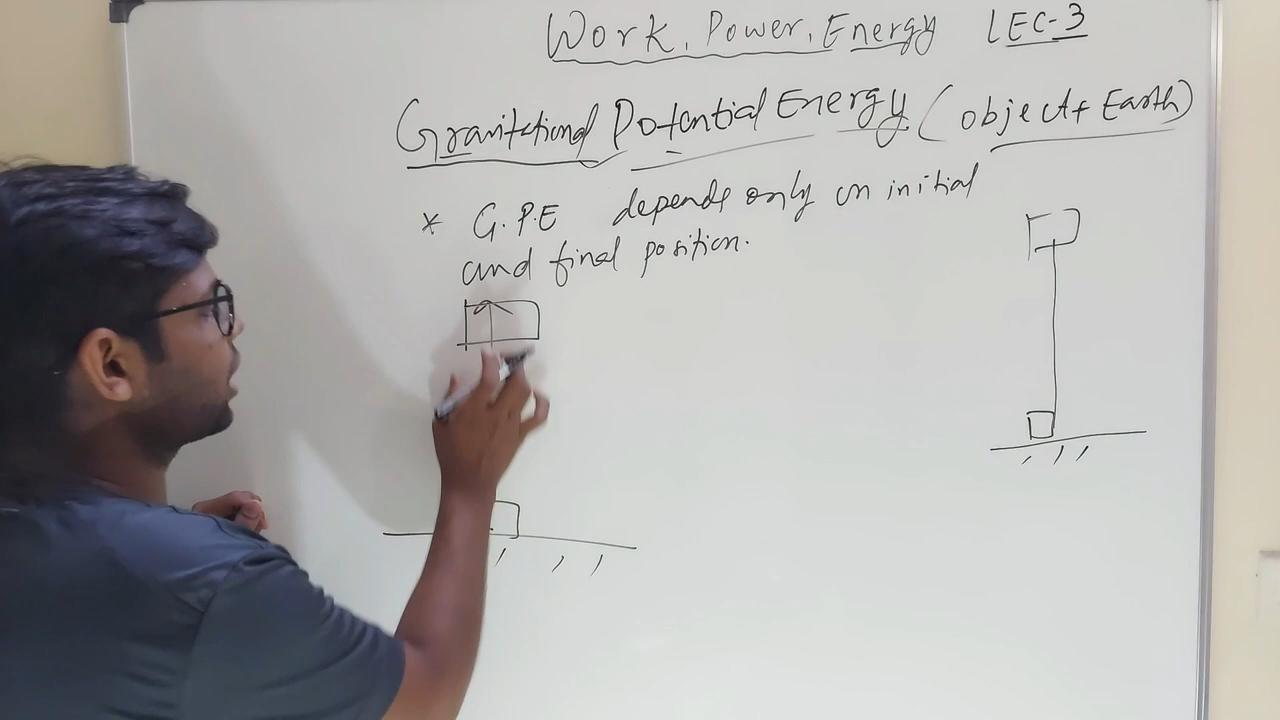 Work, Power, Energy LEC-3
Gravitational Potential Energy (object + Earth)
* G.P.E depends only on initial
and final position.